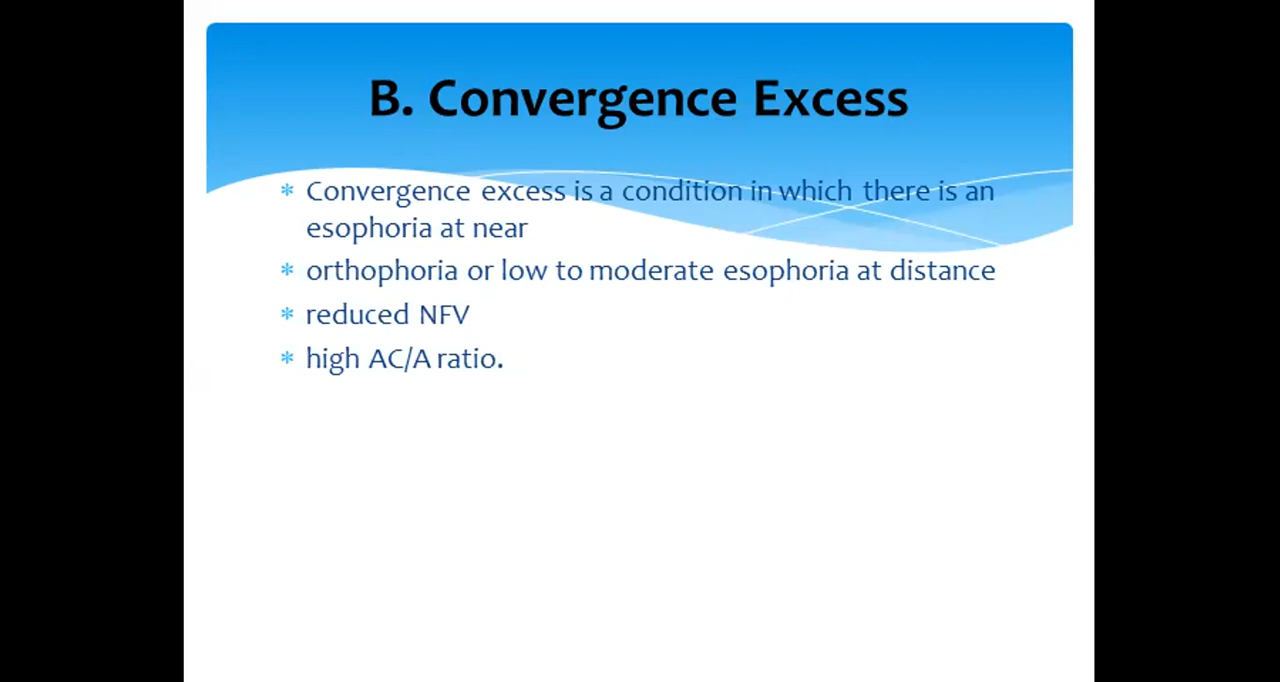 B. Convergence Excess
* Convergence excess is a condition in which there is an
esophoria at near
* orthophoria or low to moderate esophoria at distance
* reduced NFV
* high AC/A ratio.